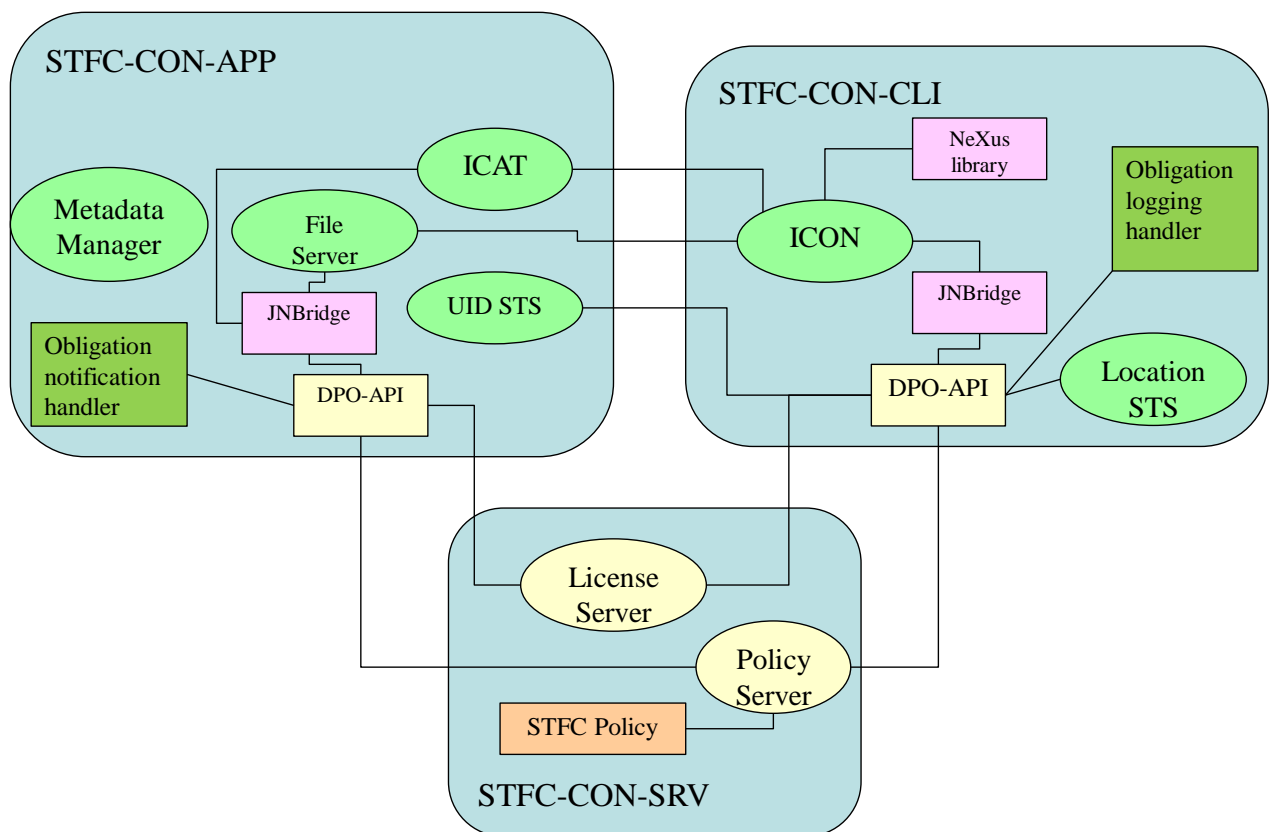 STFC-CON-APP
ICAT
Metadata
Manager
File
Server
JNBridge
UID STS
Obligation
notification
handler
DPO-API
STFC-CON-CLI
NeXus
library
Obligation
logging
handler
ICON
JNBridge
DPO-API
Location
STS
License
Server
Policy
Server
STFC Policy
STFC-CON-SRV